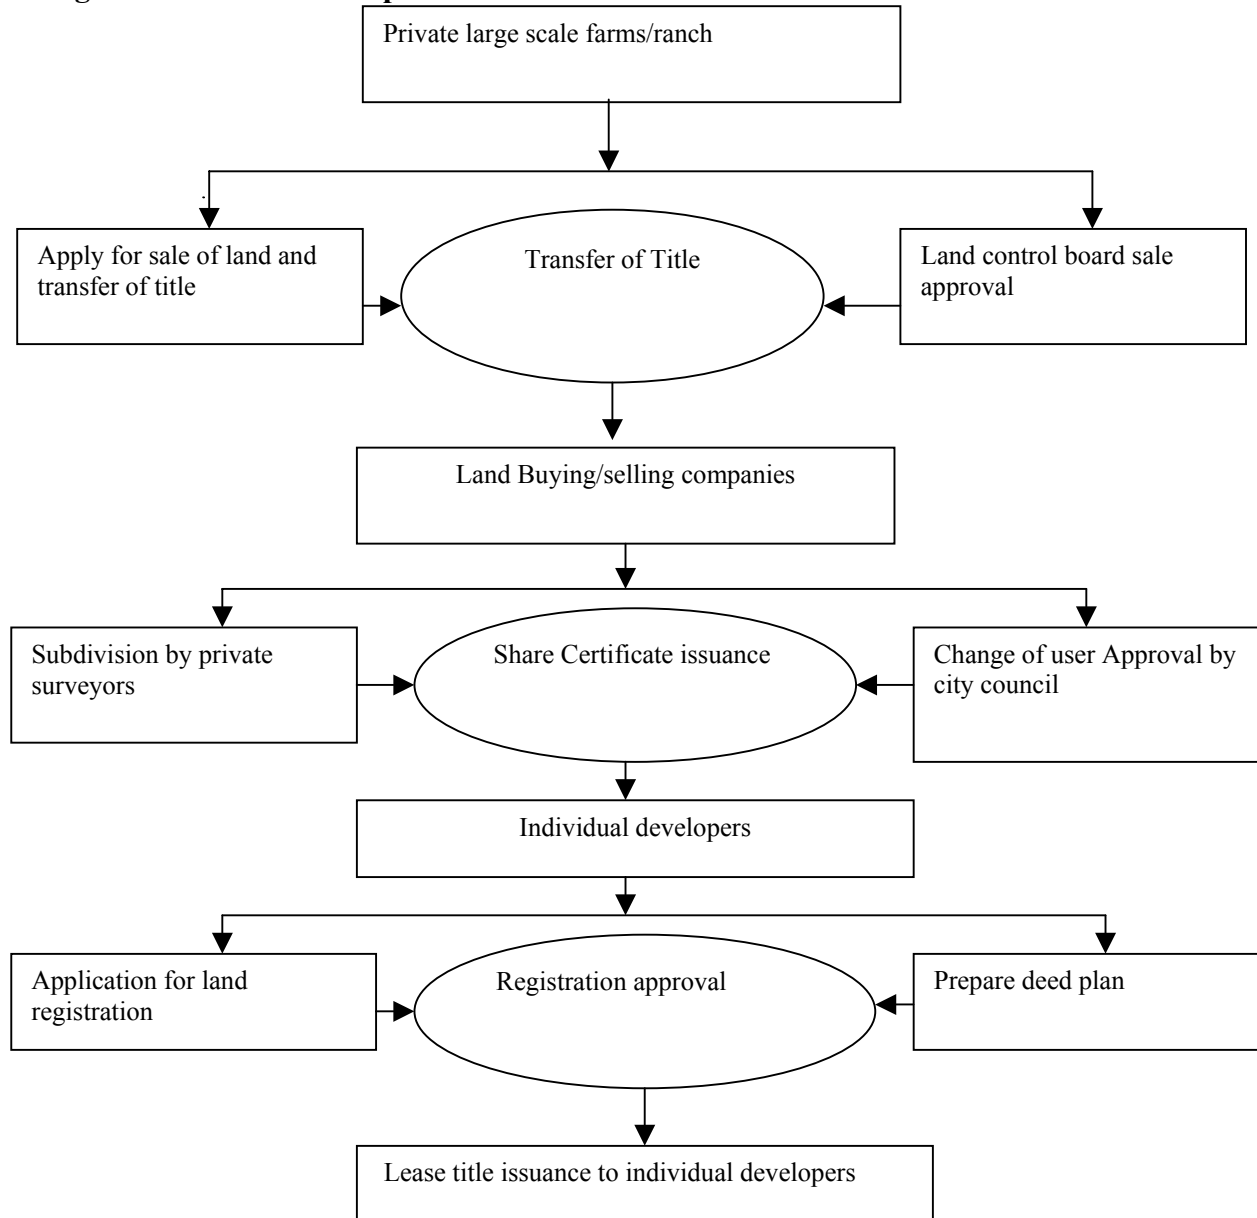 Private large scale farms/ranch
Apply for sale of land and
transfer of title
Transfer of Title
Land control board sale
approval
Land Buying/selling companies
Subdivision by private
surveyors
Share Certificate issuance
Change of user Approval by
city council
Individual developers
Application for land
registration
Registration approval
Prepare deed plan
Lease title issuance to individual developers